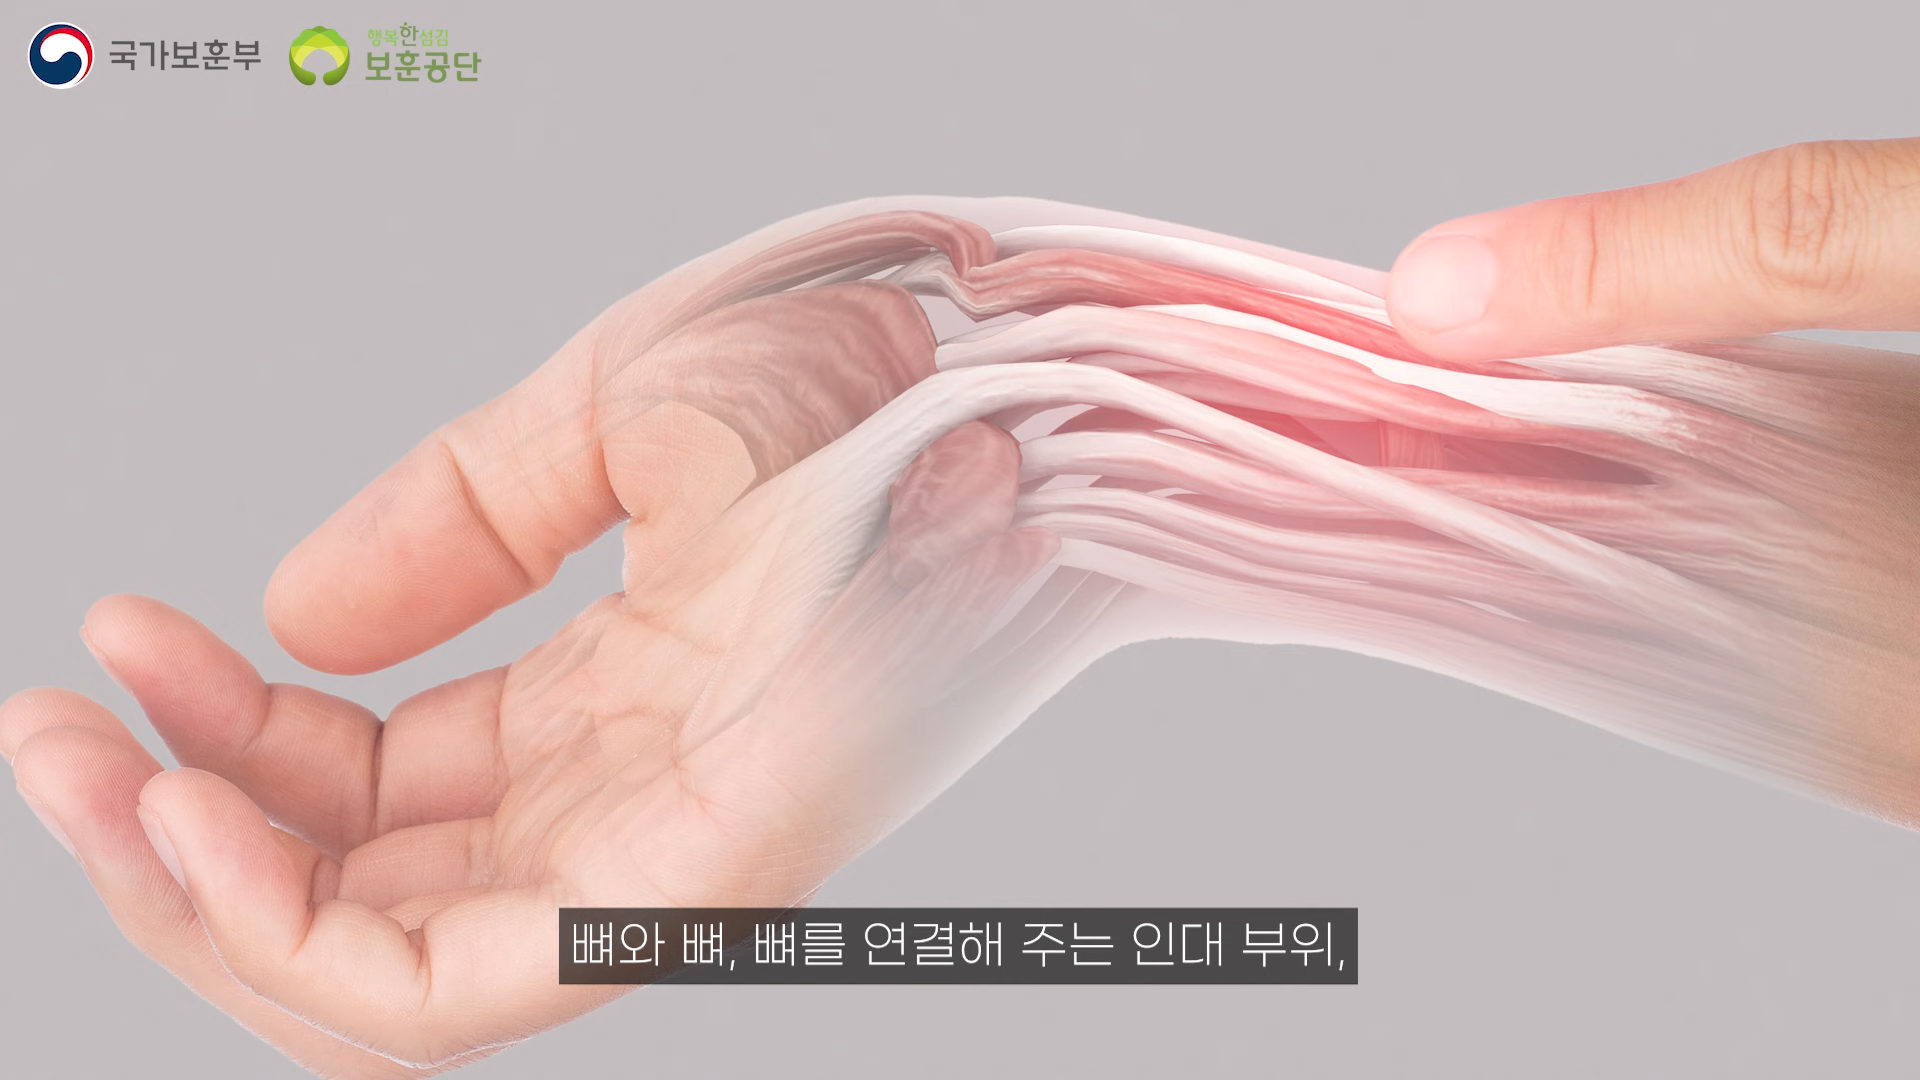 국가보훈부
행복한섬김
보훈공단
뼈와 뼈, 뼈를 연결해 주는 인대 부위,